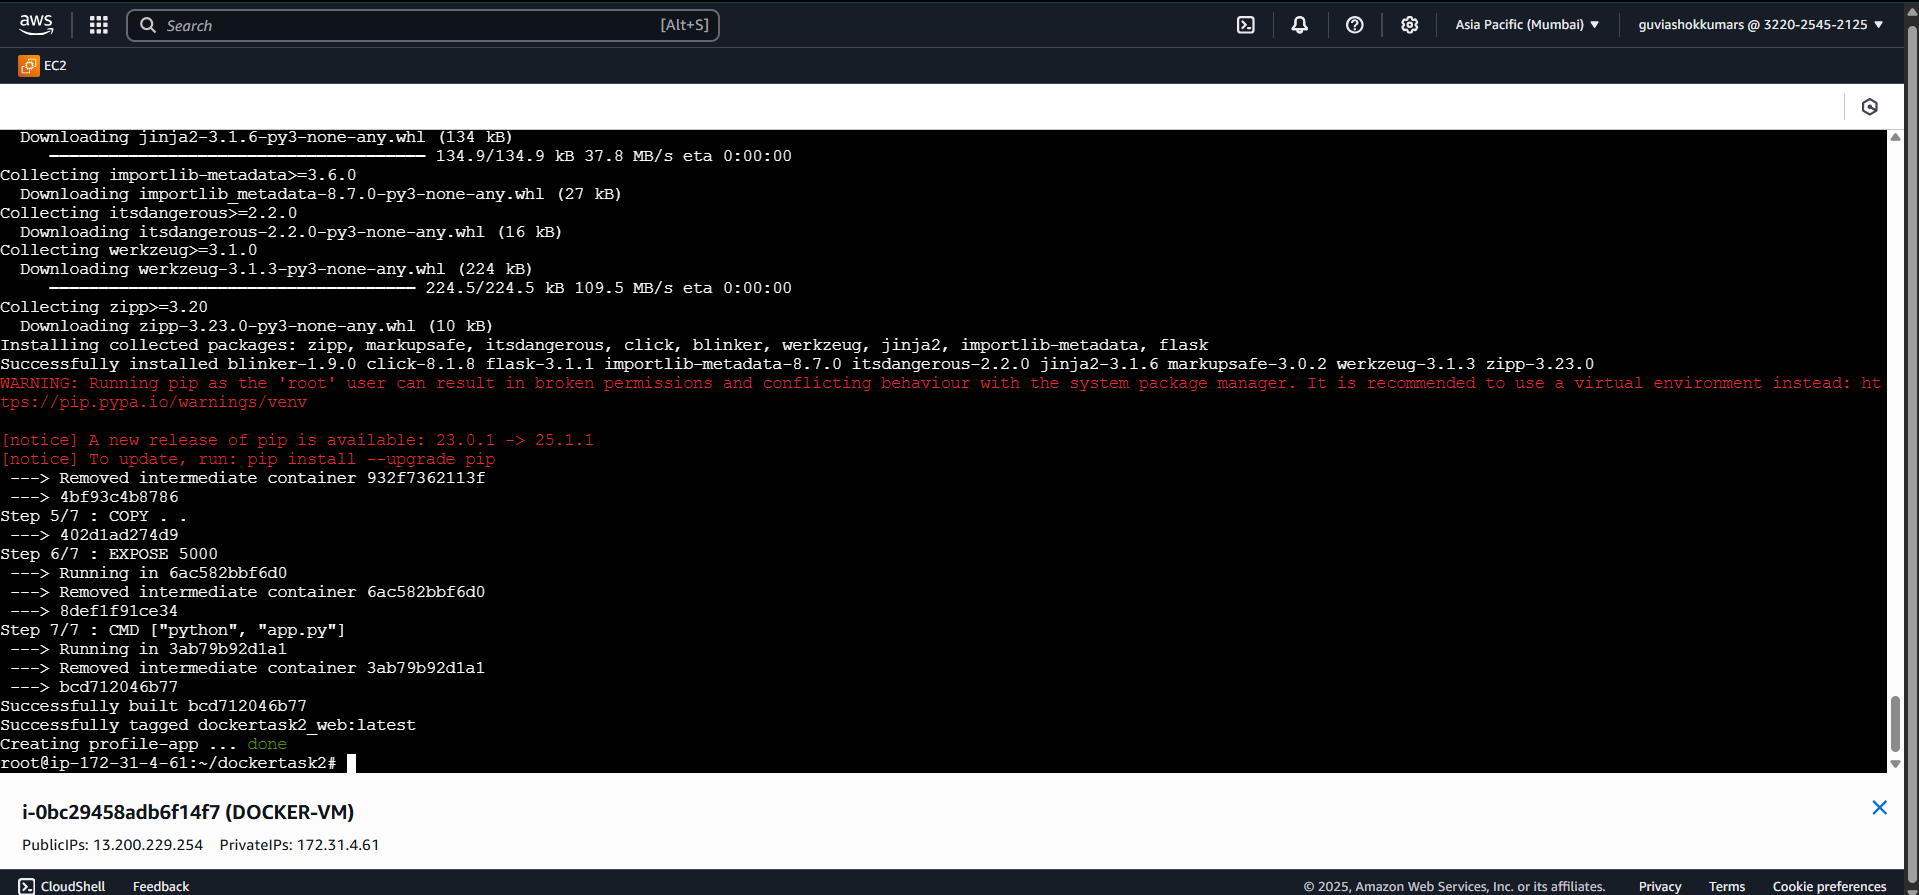 aws
Search [Alt+S]
Asia Pacific (Mumbai) ▼
guviashokkumars @ 3220-2545-2125 ▼
EC2
Downloading jinja2-3.1.6-py3-none-any.whl (134 kB)
134.9/134.9 kB 37.8 MB/s eta 0:00:00
Collecting importlib-metadata>=3.6.0
Downloading importlib_metadata-8.7.0-py3-none-any.whl (27 kB)
Collecting itsdangerous>=2.2.0
Downloading itsdangerous-2.2.0-py3-none-any.whl (16 kB)
Collecting werkzeug>=3.1.0
Downloading werkzeug-3.1.3-py3-none-any.whl (224 kB)
224.5/224.5 kB 109.5 MB/s eta 0:00:00
Collecting zipp>=3.20
Downloading zipp-3.23.0-py3-none-any.whl (10 kB)
Installing collected packages: zipp, markupsafe, itsdangerous, click, blinker, werkzeug, jinja2, importlib-metadata, flask
Successfully installed blinker-1.9.0 click-8.1.8 flask-3.1.1 importlib-metadata-8.7.0 itsdangerous-2.2.0 jinja2-3.1.6 markupsafe-3.0.2 werkzeug-3.1.3 zipp-3.23.0
WARNING: Running pip as the 'root' user can result in broken permissions and conflicting behaviour with the system package manager. It is recommended to use a virtual environment instead: ht
tps://pip.pypa.io/warnings/venv
[notice] A new release of pip is available: 23.0.1 -> 25.1.1
[notice] To update, run: pip install --upgrade pip
---> Removed intermediate container 932f7362113f
---> 4bf93c4b8786
Step 5/7 : COPY . .
---> 402d1ad274d9
Step 6/7 : EXPOSE 5000
---> Running in 6ac582bbf6d0
---> Removed intermediate container 6ac582bbf6d0
---> 8def1f91ce34
Step 7/7 : CMD ["python", "app.py"]
---> Running in 3ab79b92d1a1
---> Removed intermediate container 3ab79b92d1a1
---> bcd712046b77
Successfully built bcd712046b77
Successfully tagged dockertask2_web:latest
Creating profile-app ... done
root@ip-172-31-4-61:~/dockertask2#
i-0bc29458adb6f14f7 (DOCKER-VM)
PublicIPs: 13.200.229.254 PrivateIPs: 172.31.4.61
CloudShell Feedback © 2025, Amazon Web Services, Inc. or its affiliates. Privacy Terms Cookie preferences